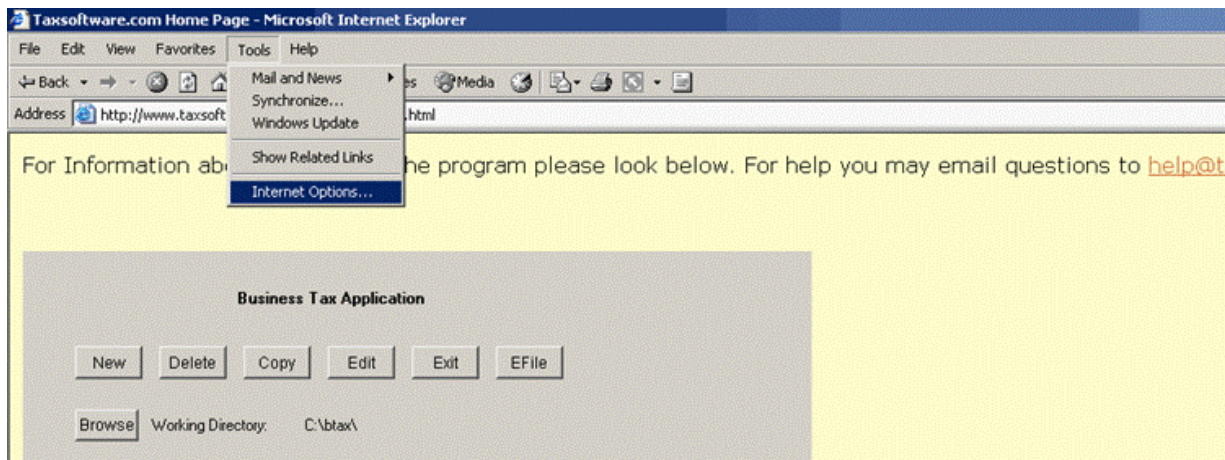 Taxsoftware.com Home Page - Microsoft Internet Explorer
File Edit View Favorites Tools Help
Back Media
Mail and News
Synchronize...
Windows Update
Show Related Links
Internet Options...
Address http://www.taxsoft .html
For Information he program please look below. For help you may email questions to help@t
Business Tax Application
New Delete Copy Edit Exit EFile
Browse Working Directory: C:\btax\